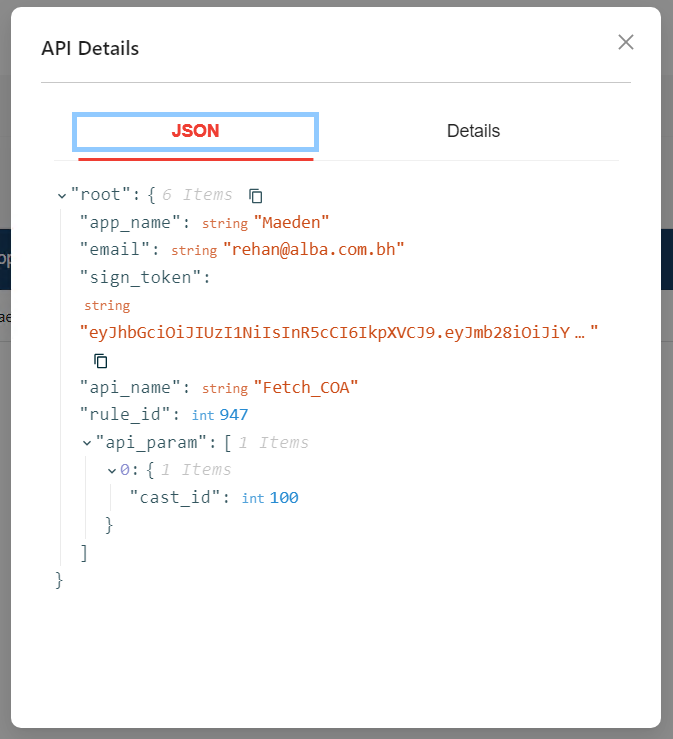 API Details
JSON
Details
"root": { 6 Items
"app_name": string "Maeden"
"email": string "rehan@alba.com.bh"
"sign_token":
string
"eyJhbGciOiJIUzI1NiIsInR5cCI6IkpXVCJ9.eyJmb28iOiJiY … "
"api_name": string "Fetch_COA"
"rule_id": int 947
"api_param": [ 1 Items
0: { 1 Items
"cast_id": int 100
}
]
}